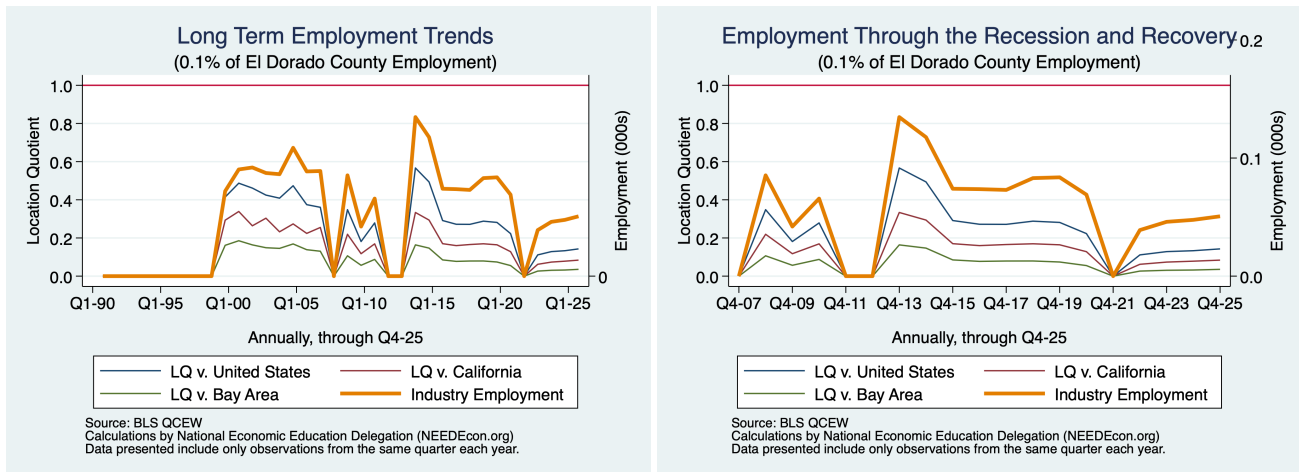 Long Term Employment Trends
(0.1% of El Dorado County Employment)
Location Quotient
1.0
0.8
0.6
0.4
0.2
0.0
Employment (000s)
0
Q1-90 Q1-95 Q1-00 Q1-05 Q1-10 Q1-15 Q1-20 Q1-25
Annually, through Q4-25
LQ v. United States LQ v. California
LQ v. Bay Area Industry Employment
Source: BLS QCEW
Calculations by National Economic Education Delegation (NEEDEcon.org)
Data presented include only observations from the same quarter each year.
Employment Through the Recession and Recovery
(0.1% of El Dorado County Employment)
Location Quotient
1.0
0.8
0.6
0.4
0.2
0.0
Employment (000s)
0.2
0.1
0.0
Q4-07 Q4-09 Q4-11 Q4-13 Q4-15 Q4-17 Q4-19 Q4-21 Q4-23 Q4-25
Annually, through Q4-25
LQ v. United States LQ v. California
LQ v. Bay Area Industry Employment
Source: BLS QCEW
Calculations by National Economic Education Delegation (NEEDEcon.org)
Data presented include only observations from the same quarter each year.